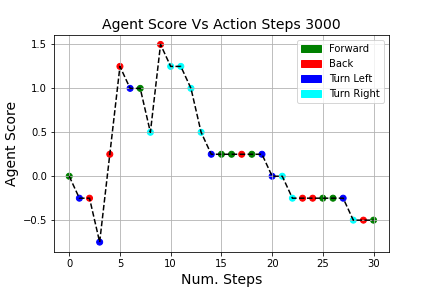 Agent Score Vs Action Steps 3000
Agent Score
1.5
1.0
0.5
0.0
−0.5
Forward
Back
Turn Left
Turn Right
0 5 10 15 20 25 30
Num. Steps